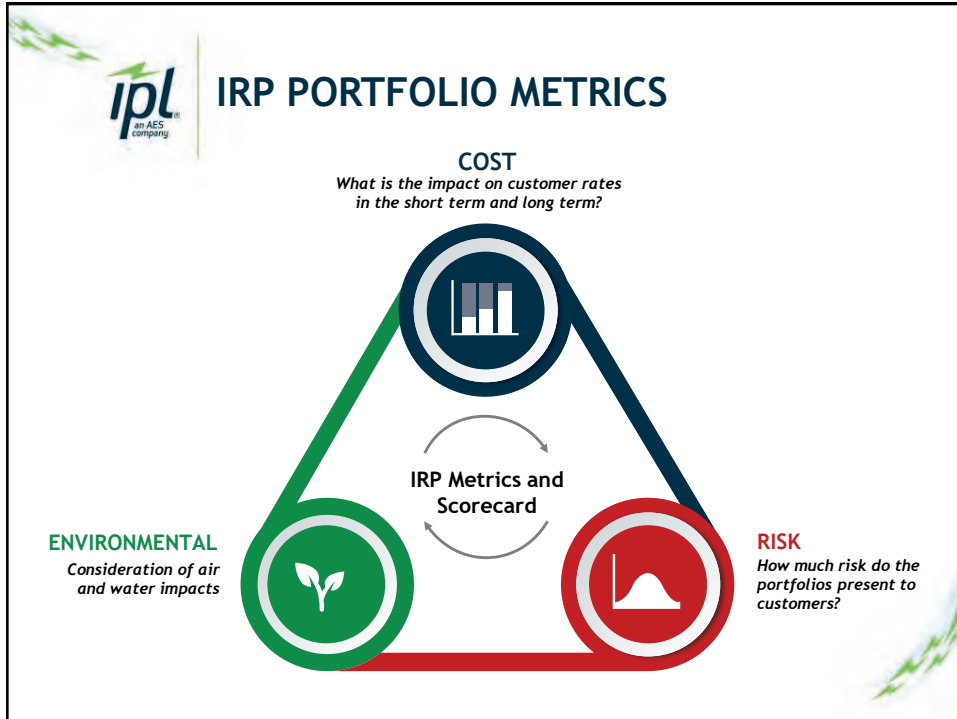 ipl®
an AES
company
IRP PORTFOLIO METRICS
COST
What is the impact on customer rates
in the short term and long term?
IRP Metrics and
Scorecard
ENVIRONMENTAL
Consideration of air
and water impacts
RISK
How much risk do the
portfolios present to
customers?